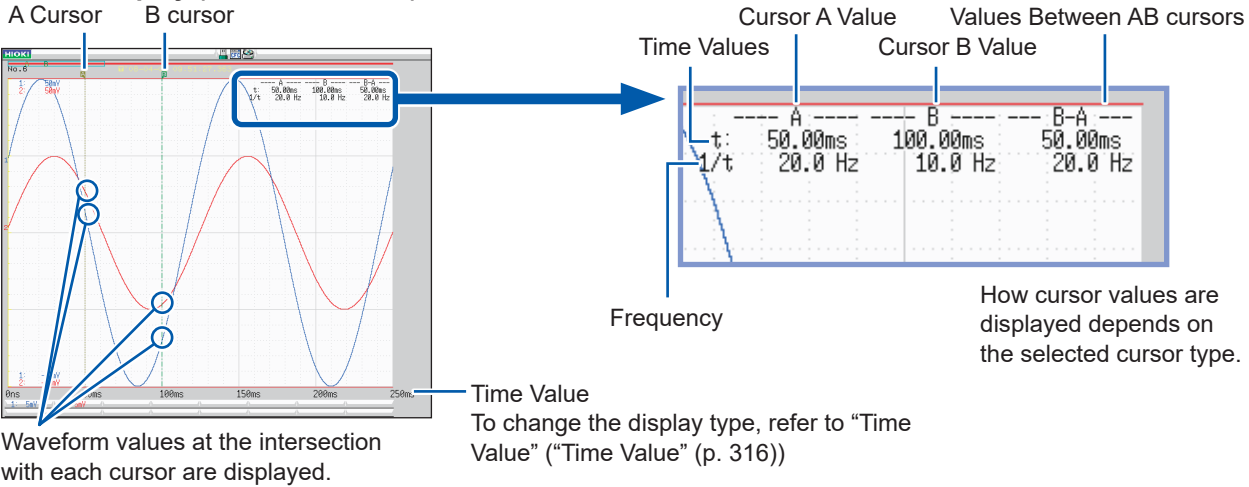 A Cursor
B cursor
HIOKI
No.6
1: 50mV
2: 50mV
---- A ---- ---- B ---- --- B-A ---
t: 50.00ms 100.00ms 50.00ms
1/t 20.0 Hz 10.0 Hz 20.0 Hz
1
2
0ns
100ms
150ms
200ms
250ms
Waveform values at the intersection
with each cursor are displayed.
Time Value
To change the display type, refer to “Time
Value” (“Time Value” (p. 316))
Cursor A Value
Values Between AB cursors
Time Values
Cursor B Value
---- A ---- ---- B ---- --- B-A ---
t: 50.00ms 100.00ms 50.00ms
1/t 20.0 Hz 10.0 Hz 20.0 Hz
Frequency
How cursor values are
displayed depends on
the selected cursor type.